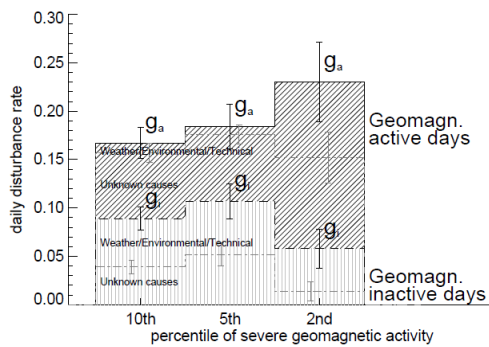 0.30
0.25
0.20
0.15
0.10
0.05
0.00
daily disturbance rate
ga
ga
ga
Geomagn.
active days
Weather/Environmental/Technical
Unknown causes
gi
gi
gi
Weather/Environmental/Technical
Unknown causes
Geomagn.
inactive days
10th
5th
2nd
percentile of severe geomagnetic activity